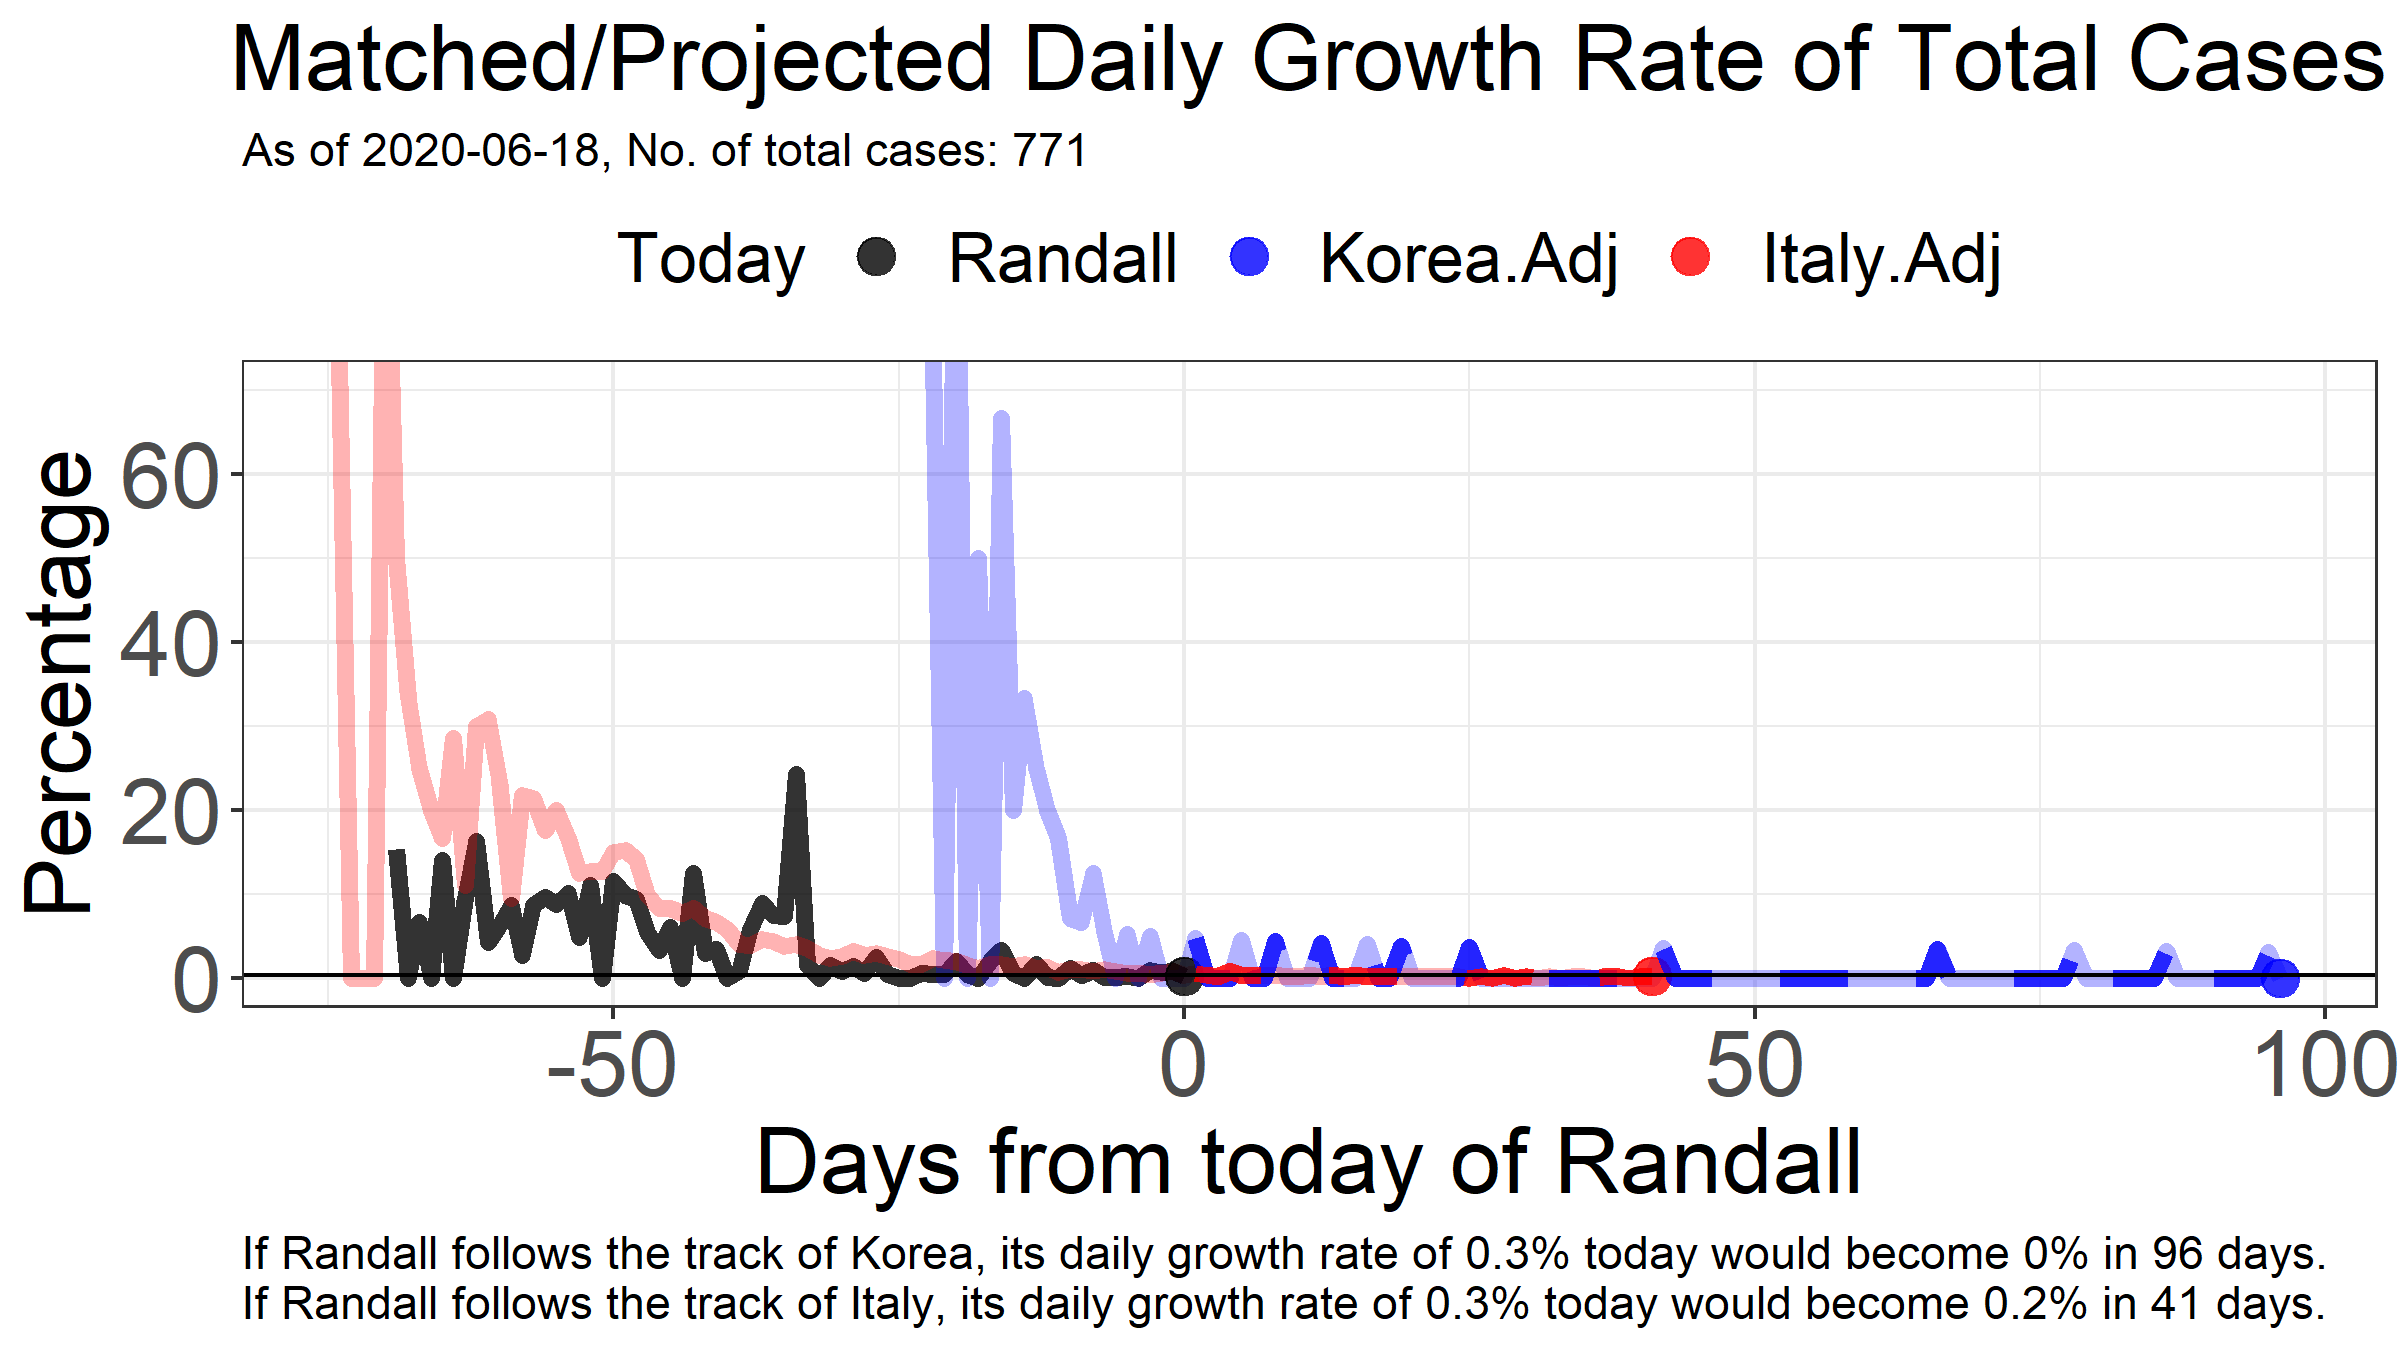 Matched/Projected Daily Growth Rate of Total Cases
As of 2020-06-18, No. of total cases: 771
Today Randall Korea.Adj Italy.Adj
Percentage
60
40
20
0
-50 0 50 100
Days from today of Randall
If Randall follows the track of Korea, its daily growth rate of 0.3% today would become 0% in 96 days.
If Randall follows the track of Italy, its daily growth rate of 0.3% today would become 0.2% in 41 days.